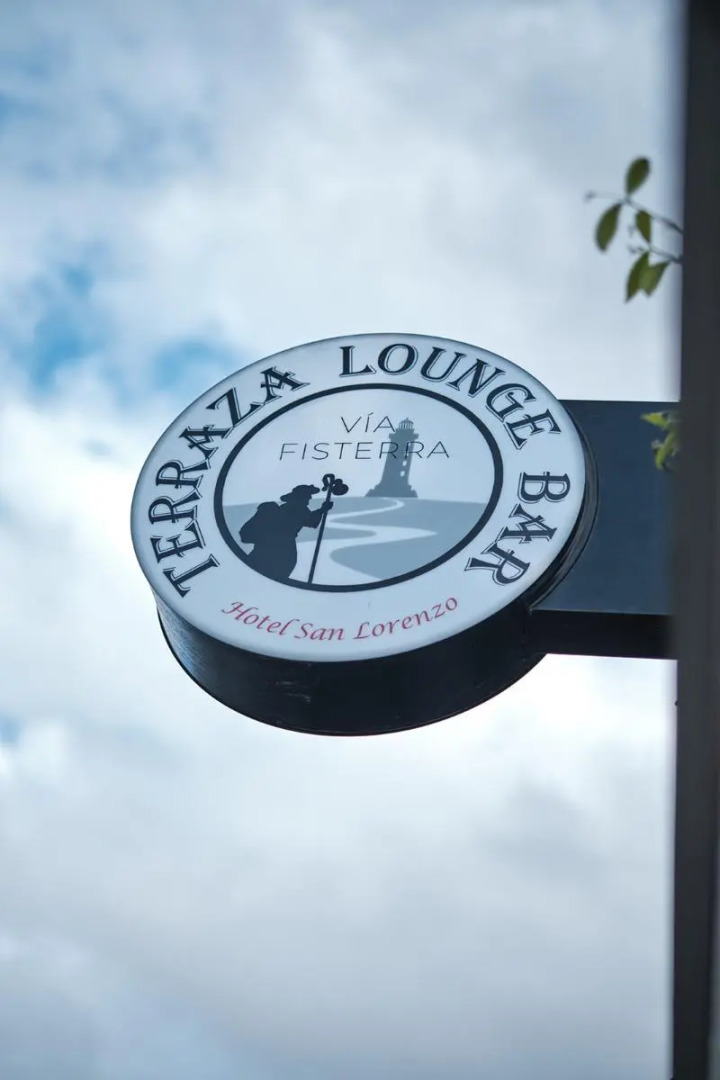 TERRAZA LOUNGE BAR
VÍA
FISTERRA
Hotel San Lorenzo